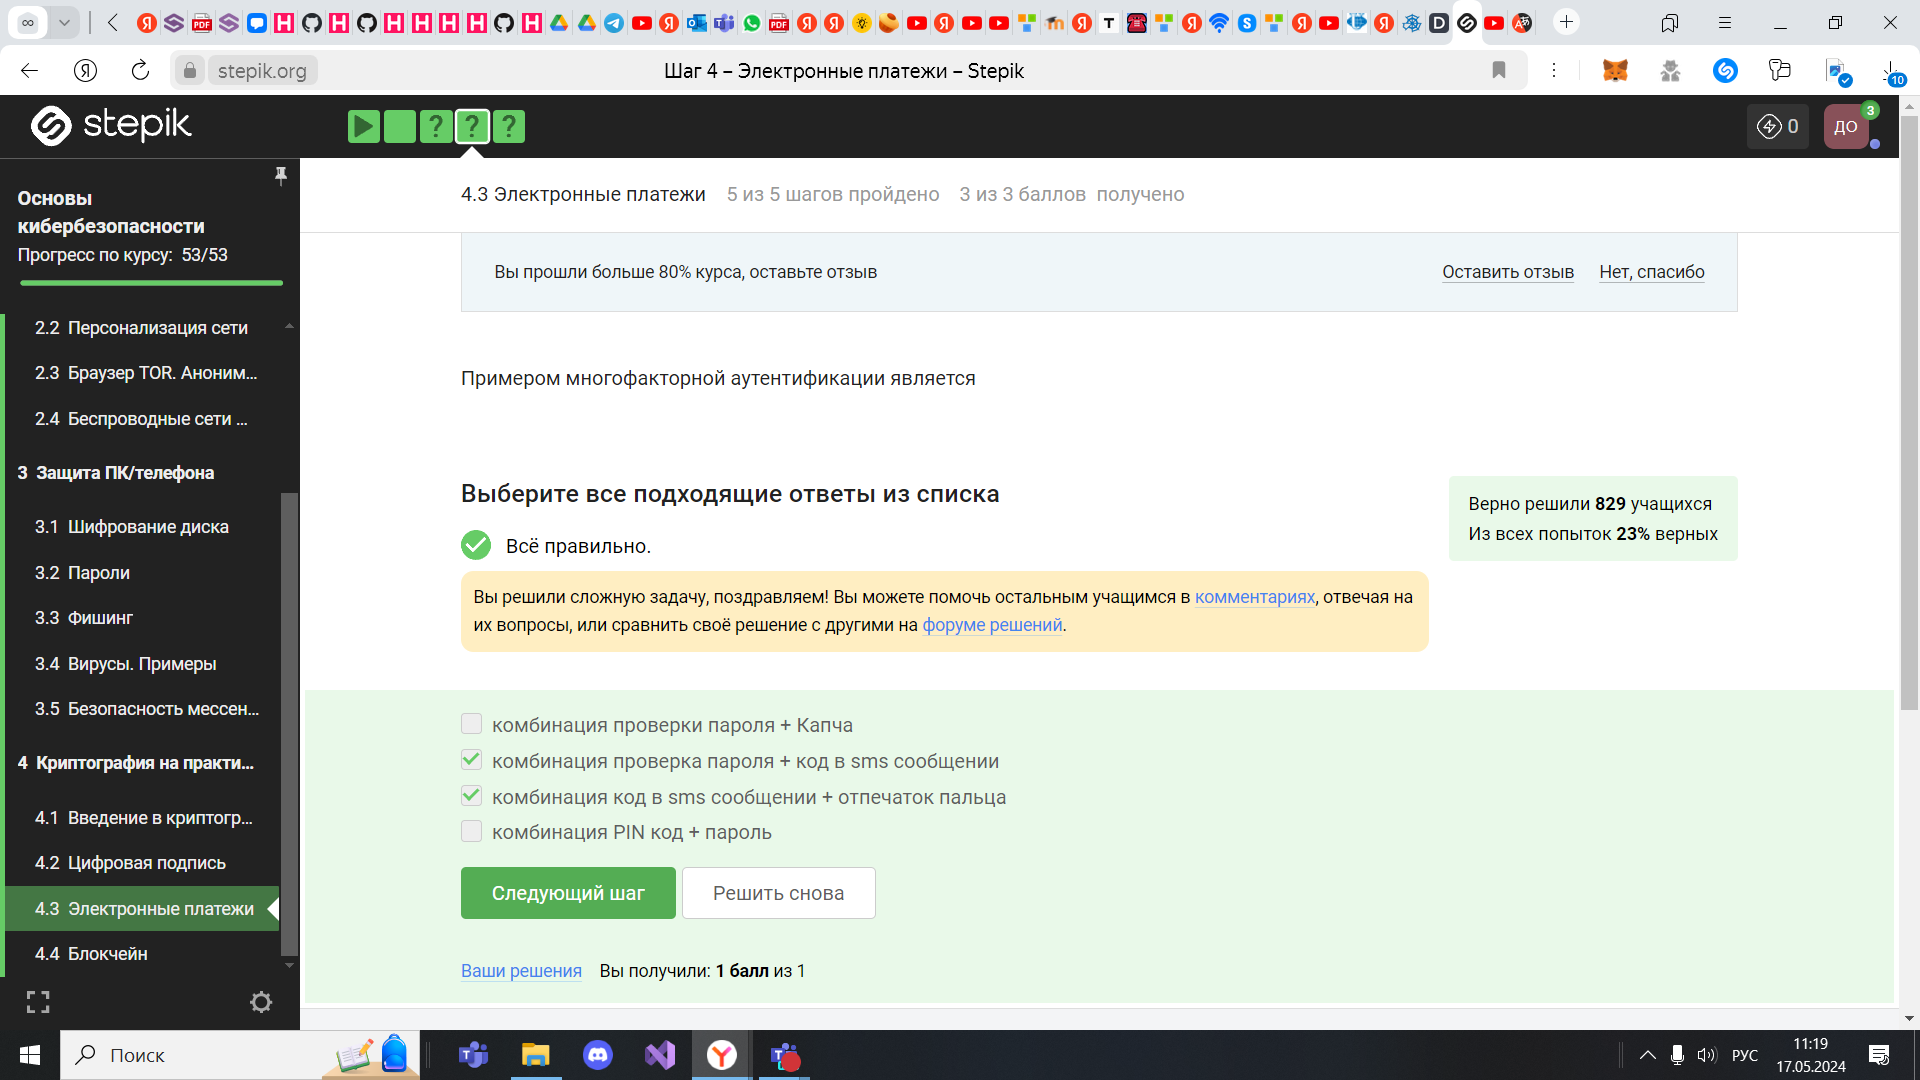 stepik.org
Шаг 4 – Электронные платежи – Stepik
10
stepik
? ? ?
0
ДО
3
Основы
кибербезопасности
Прогресс по курсу: 53/53
2.2 Персонализация сети
2.3 Браузер TOR. Аноним...
2.4 Беспроводные сети ...
3 Защита ПК/телефона
3.1 Шифрование диска
3.2 Пароли
3.3 Фишинг
3.4 Вирусы. Примеры
3.5 Безопасность мессен...
4 Криптография на практи...
4.1 Введение в криптогр...
4.2 Цифровая подпись
4.3 Электронные платежи
4.4 Блокчейн
4.3 Электронные платежи 5 из 5 шагов пройдено 3 из 3 баллов получено
Вы прошли больше 80% курса, оставьте отзыв Оставить отзыв Нет, спасибо
Примером многофакторной аутентификации является
Выберите все подходящие ответы из списка
Верно решили 829 учащихся
Из всех попыток 23% верных
Всё правильно.
Вы решили сложную задачу, поздравляем! Вы можете помочь остальным учащимся в комментариях, отвечая на
их вопросы, или сравнить своё решение с другими на форуме решений.
комбинация проверки пароля + Капча
комбинация проверка пароля + код в sms сообщении
комбинация код в sms сообщении + отпечаток пальца
комбинация PIN код + пароль
Следующий шаг Решить снова
Ваши решения Вы получили: 1 балл из 1
Поиск
РУС
11:19
17.05.2024